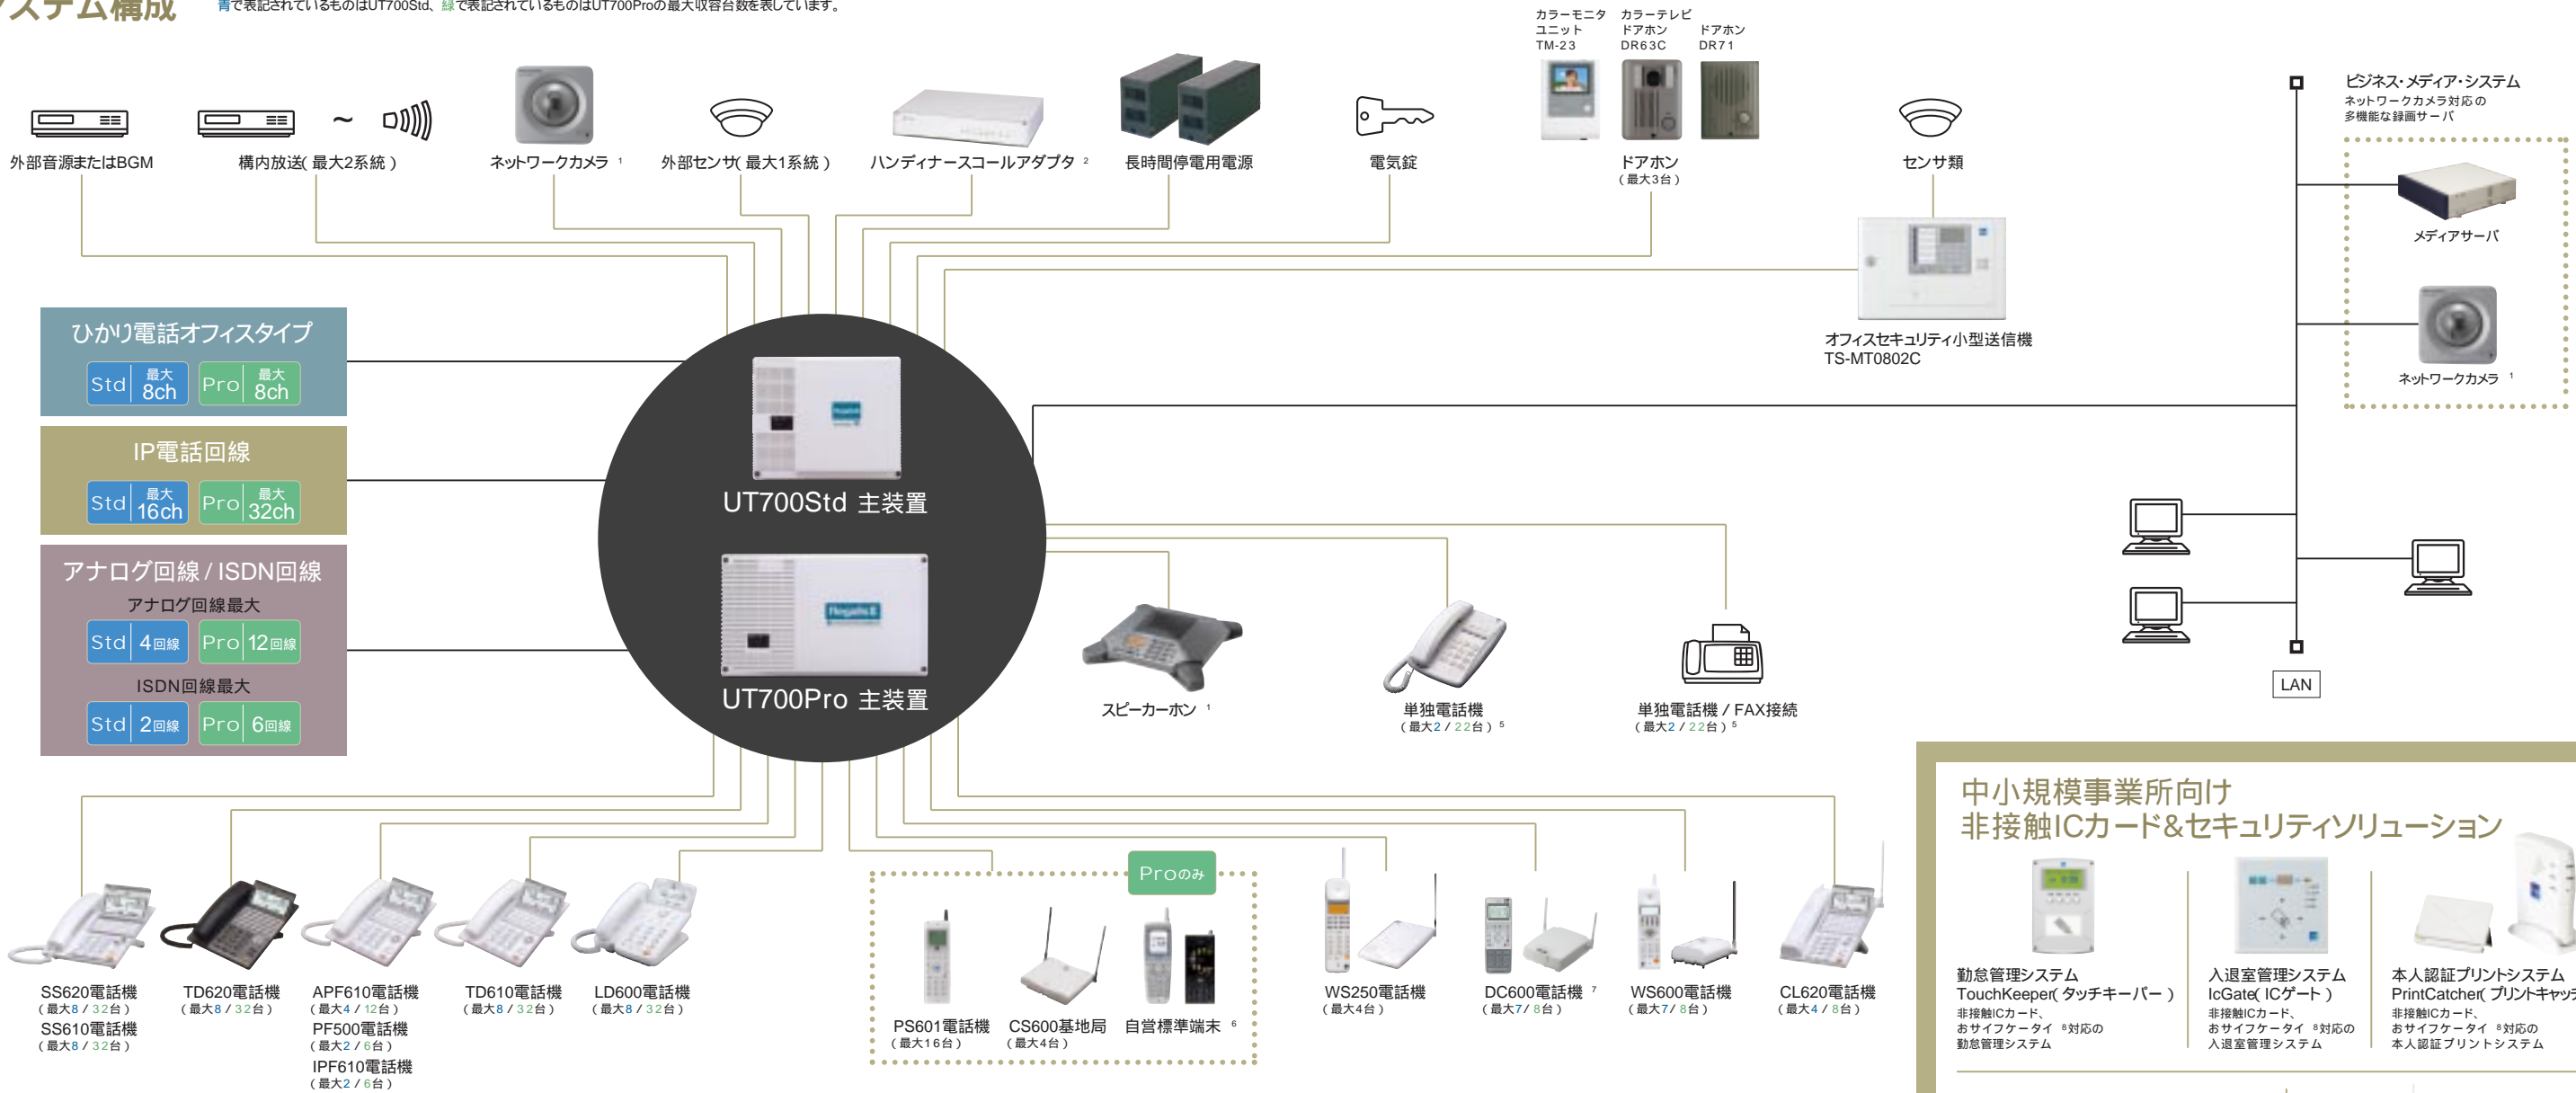 システム構成
青で表記されているものはUT700Std、緑で表記されているものはUT700Proの最大収容台数を表しています。
カラーモニタ
ユニット
TM-23
カラーテレビ
ドアホン
DR63C
ドアホン
DR71
外部音源またはBGM
~
構内放送(最大2系統)
ネットワークカメラ 1
外部センサ(最大1系統)
ハンディナースコールアダプタ 2
長時間停電用電源
電気錠
ドアホン
(最大3台)
センサ類
オフィスセキュリティ小型送信機
TS-MT0802C
ビジネス・メディア・システム
ネットワークカメラ対応の
多機能な録画サーバ
メディアサーバ
ネットワークカメラ 1
LAN
ひかり電話オフィスタイプ
Std 最大 8ch Pro 最大 8ch
IP電話回線
Std 最大 16ch Pro 最大 32ch
アナログ回線 / ISDN回線
アナログ回線最大
Std 4回線 Pro 12回線
ISDN回線最大
Std 2回線 Pro 6回線
UT700Std 主装置
UT700Pro 主装置
スピーカーホン 1
単独電話機
(最大2 / 22台) 5
単独電話機 / FAX接続
(最大2 / 22台) 5
SS620電話機
(最大8 / 32台)
SS610電話機
(最大8 / 32台)
TD620電話機
(最大8 / 32台)
APF610電話機
(最大4 / 12台)
PF500電話機
(最大2 / 6台)
IPF610電話機
(最大2 / 6台)
TD610電話機
(最大8 / 32台)
LD600電話機
(最大8 / 32台)
Proのみ
PS601電話機
(最大16台)
CS600基地局
(最大4台)
自営標準端末 6
WS250電話機
(最大4台)
DC600電話機 7
(最大7/ 8台)
WS600電話機
(最大7/ 8台)
CL620電話機
(最大4 / 8台)
中小規模事業所向け
非接触ICカード&セキュリティソリューション
勤怠管理システム
TouchKeeper(タッチキーパー)
非接触ICカード、
おサイフケータイ 8対応の
勤怠管理システム
入退室管理システム
IcGate(ICゲート)
非接触ICカード、
おサイフケータイ 8対応の
入退室管理システム
本人認証プリントシステム
PrintCatcher(プリントキャッチ
非接触ICカード、
おサイフケータイ 8対応の
本人認証プリントシステム